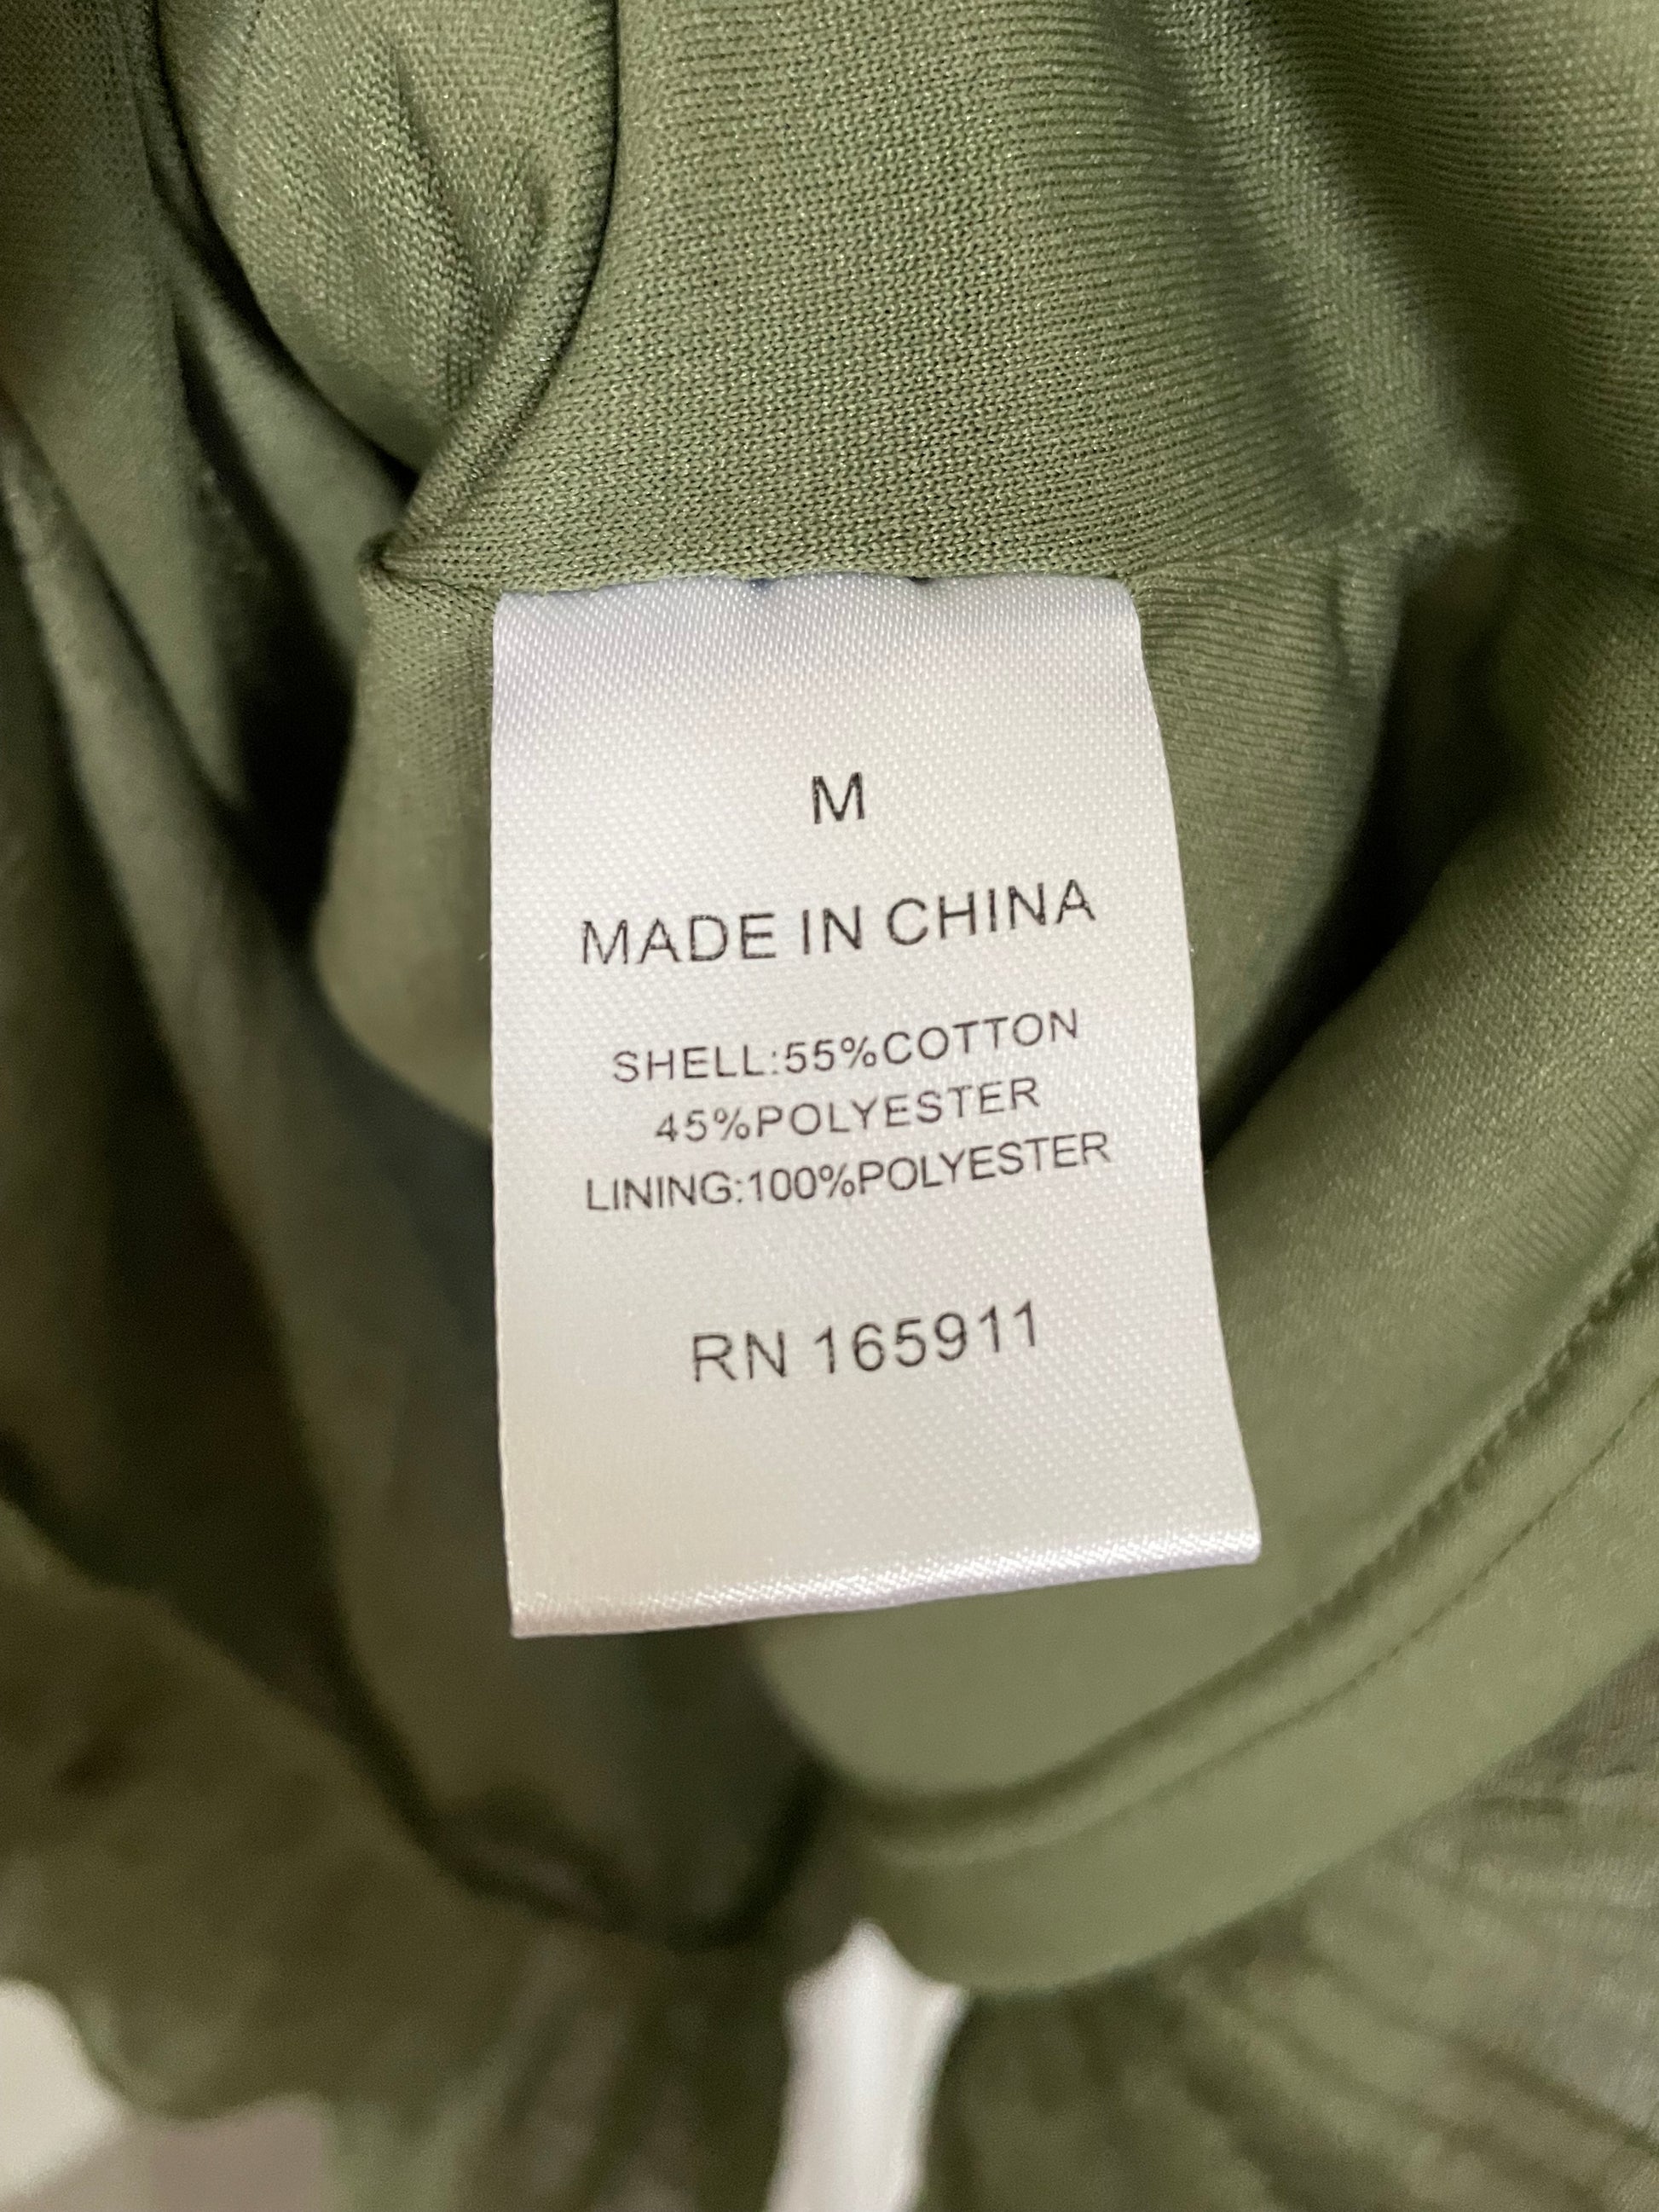 M
MADE IN CHINA
SHELL:55%COTTON
45%POLYESTER
LINING:100%POLYESTER
RN 165911